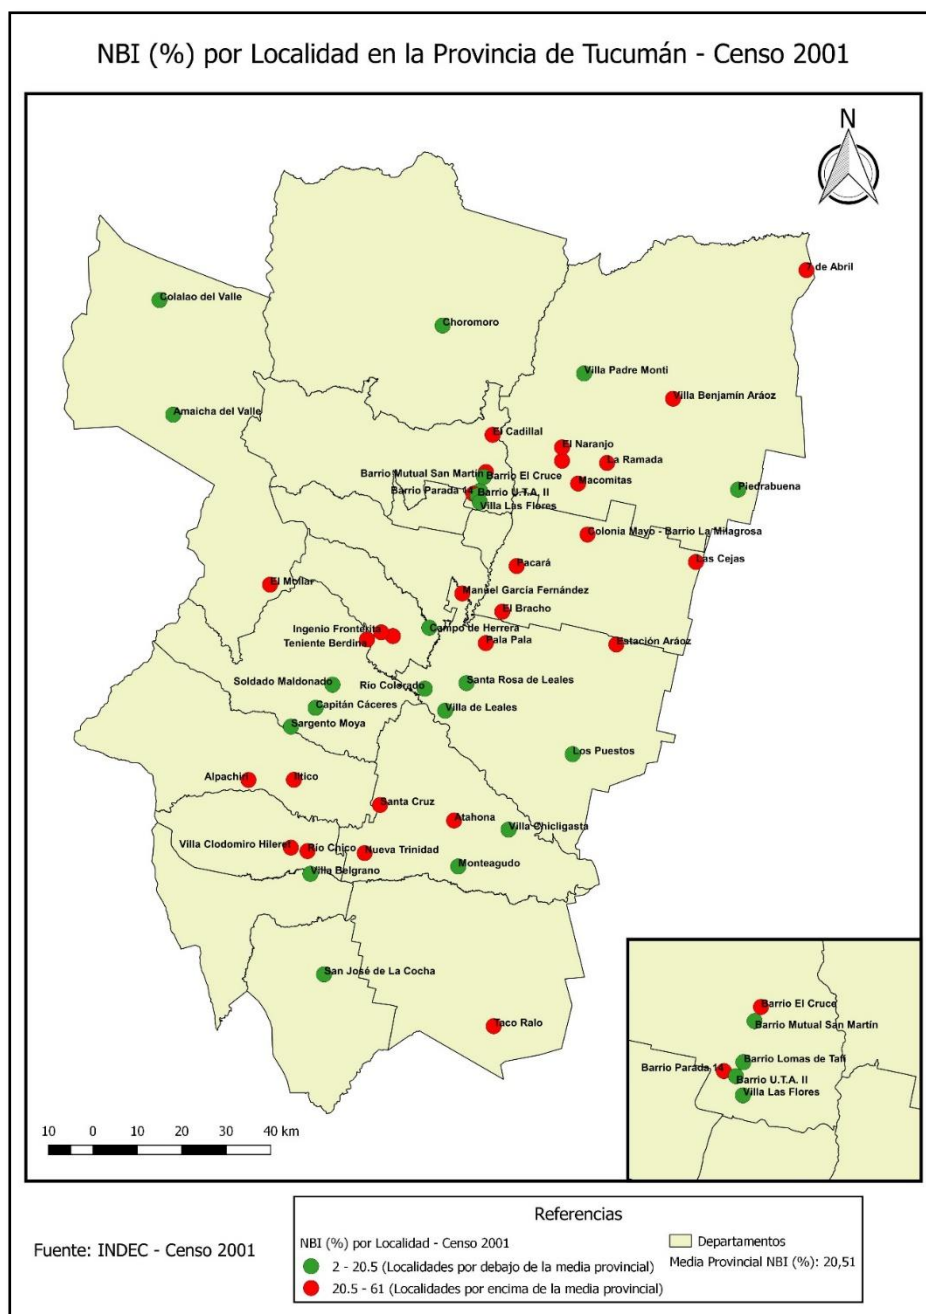 NBI (%) por Localidad en la Provincia de Tucumán - Censo 2001
N
7 de Abril
Colalao del Valle
Choromoro
Villa Padre Monti
Villa Benjamín Aráoz
Amaicha del Valle
El Cadillal
El Naranjo
La Ramada
Barrio Mutual San Martín
Barrio El Cruce
Macomitas
Piedrabuena
Barrio Parada 14
Barrio U.T.A. II
Villa Las Flores
Colonia Mayo - Barrio La Milagrosa
Las Cejas
Pacará
El Mollar
Manuel García Fernández
El Bracho
Ingenio Fronterita
Campo de Herrera
Teniente Berdina
Pala Pala
Estación Aráoz
Soldado Maldonado
Río Colorado
Santa Rosa de Leales
Capitán Cáceres
Villa de Leales
Sargento Moya
Los Puestos
Alpachiri
Iltico
Santa Cruz
Atahona
Villa Chicligasta
Villa Clodomiro Hileret
Río Chico
Nueva Trinidad
Villa Belgrano
Monteagudo
San José de La Cocha
Taco Ralo
Barrio El Cruce
Barrio Mutual San Martín
Barrio Lomas de Tafí
Barrio Parada 14
Barrio U.T.A. II
Villa Las Flores
10 0 10 20 30 40 km
Fuente: INDEC - Censo 2001
Referencias
NBI (%) por Localidad - Censo 2001
2 - 20.5 (Localidades por debajo de la media provincial)
20.5 - 61 (Localidades por encima de la media provincial)
Departamentos
Media Provincial NBI (%): 20,51